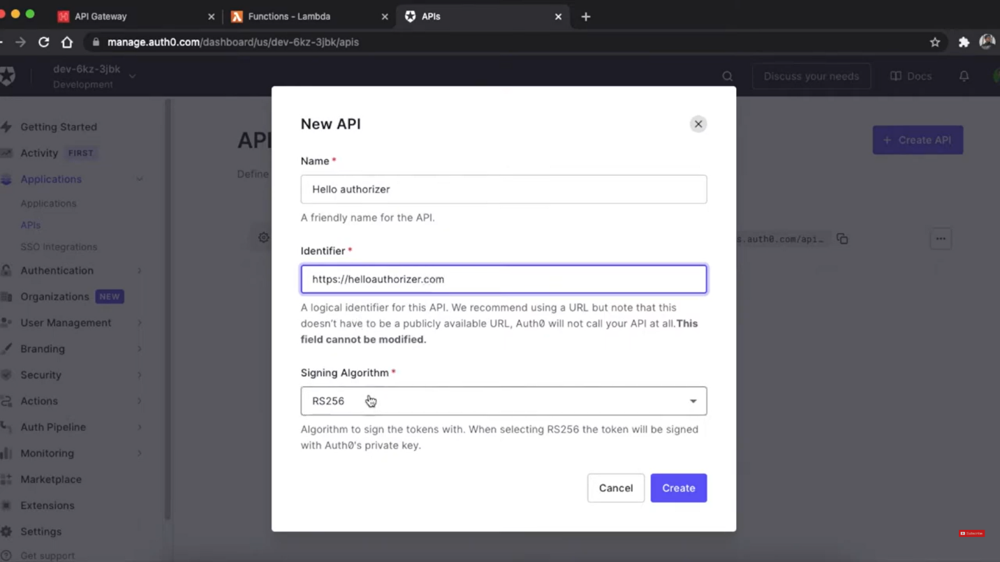 API Gateway
Functions - Lambda
APIs
manage.auth0.com/dashboard/us/dev-6kz-3jbk/apis
dev-6kz-3jbk
Development
Discuss your needs
Docs
Getting Started
Activity FIRST
Applications
Applications
APIs
SSO Integrations
Authentication
Organizations NEW
User Management
Branding
Security
Actions
Auth Pipeline
Monitoring
Marketplace
Extensions
Settings
Get support
API
+ Create API
Define
s.auth0.com/api…
New API
Name *
Hello authorizer
A friendly name for the API.
Identifier *
https://helloauthorizer.com
A logical identifier for this API. We recommend using a URL but note that this
doesn't have to be a publicly available URL, Auth0 will not call your API at all.This
field cannot be modified.
Signing Algorithm *
RS256
Algorithm to sign the tokens with. When selecting RS256 the token will be signed
with Auth0's private key.
Cancel
Create
Subscribe